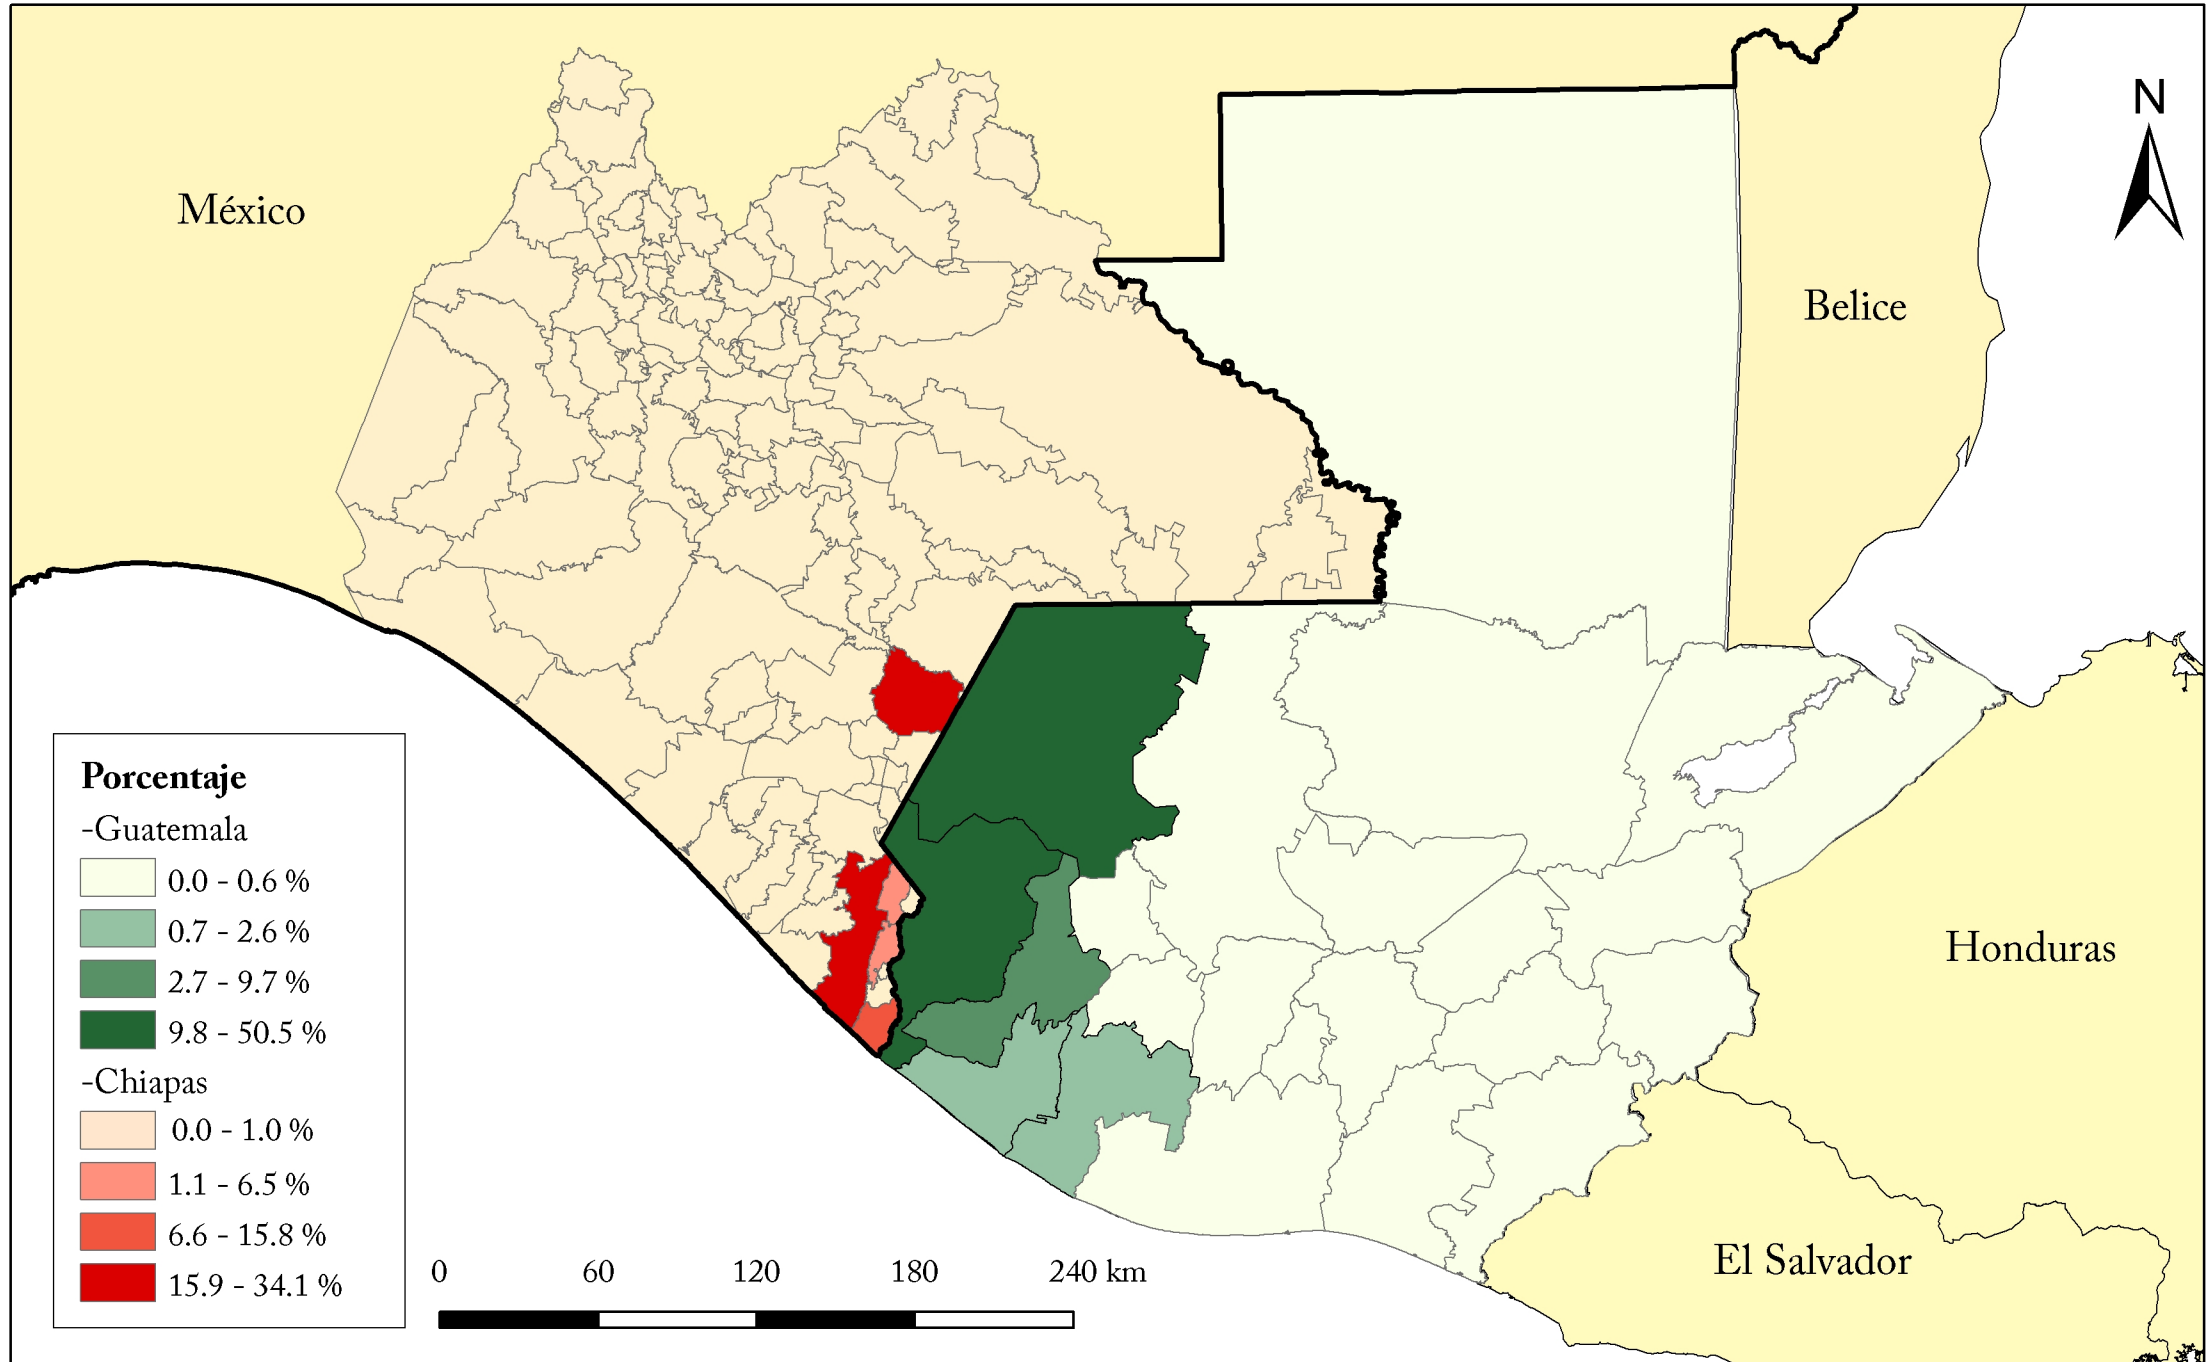 N
México
Belice
Porcentaje
-Guatemala
0.0 - 0.6 %
0.7 - 2.6 %
2.7 - 9.7 %
9.8 - 50.5 %
-Chiapas
0.0 - 1.0 %
1.1 - 6.5 %
6.6 - 15.8 %
15.9 - 34.1 %
Honduras
El Salvador
0 60 120 180 240 km